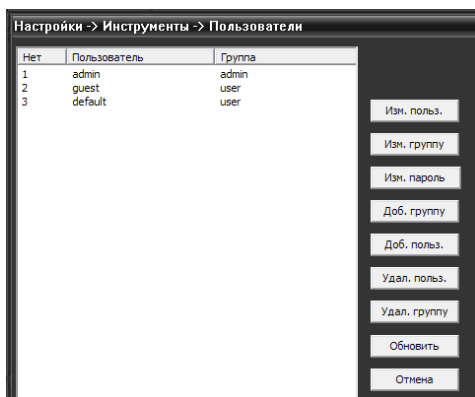 Настройки -> Инструменты -> Пользователи
Нет Пользователь Группа
1 admin admin
2 guest user
3 default user
Изм. польз.
Изм. группу
Изм. пароль
Доб. группу
Доб. польз.
Удал. польз.
Удал. группу
Обновить
Отмена